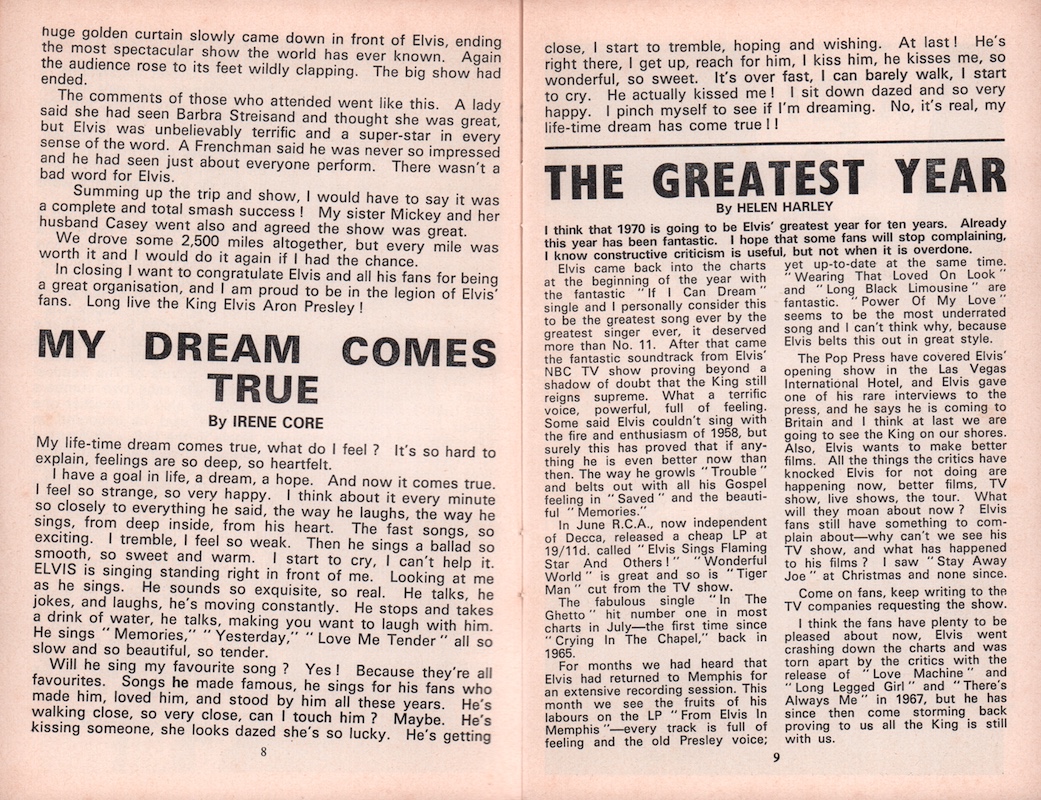 huge golden curtain slowly came down in front of Elvis, ending
the most spectacular show the world has ever known. Again
the audience rose to its feet wildly clapping. The big show had
ended.
The comments of those who attended went like this. A lady
said she had seen Barbra Streisand and thought she was great,
but Elvis was unbelievably terrific and a super-star in every
sense of the word. A Frenchman said he was never so impressed
and he had seen just about everyone perform. There wasn't a
bad word for Elvis.
Summing up the trip and show, I would have to say it was
a complete and total smash success ! My sister Mickey and her
husband Casey went also and agreed the show was great.
We drove some 2,500 miles altogether, but every mile was
worth it and I would do it again if I had the chance.
In closing I want to congratulate Elvis and all his fans for being
a great organisation, and I am proud to be in the legion of Elvis'
fans. Long live the King Elvis Aron Presley !
MY DREAM COMES
TRUE
By IRENE CORE
My life-time dream comes true, what do I feel ? It's so hard to
explain, feelings are so deep, so heartfelt.
I have a goal in life, a dream, a hope. And now it comes true.
I feel so strange, so very happy. I think about it every minute
so closely to everything he said, the way he laughs, the way he
sings, from deep inside, from his heart. The fast songs, so
exciting. I tremble, I feel so weak. Then he sings a ballad so
smooth, so sweet and warm. I start to cry, I can't help it.
ELVIS is singing standing right in front of me. Looking at me
as he sings. He sounds so exquisite, so real. He talks, he
jokes, and laughs, he's moving constantly. He stops and takes
a drink of water, he talks, making you want to laugh with him.
He sings "Memories," "Yesterday," "Love Me Tender" all so
slow and so beautiful, so tender.
Will he sing my favourite song ? Yes ! Because they're all
favourites. Songs he made famous, he sings for his fans who
made him, loved him, and stood by him all these years. He's
walking close, so very close, can I touch him ? Maybe. He's
kissing someone, she looks dazed she's so lucky. He's getting
8
close, I start to tremble, hoping and wishing. At last ! He's
right there, I get up, reach for him, I kiss him, he kisses me, so
wonderful, so sweet. It's over fast, I can barely walk, I start
to cry. He actually kissed me ! I sit down dazed and so very
happy. I pinch myself to see if I'm dreaming. No, it's real, my
life-time dream has come true ! !
THE GREATEST YEAR
By HELEN HARLEY
I think that 1970 is going to be Elvis' greatest year for ten years. Already
this year has been fantastic. I hope that some fans will stop complaining,
I know constructive criticism is useful, but not when it is overdone.
Elvis came back into the charts
at the beginning of the year with
the fantastic "If I Can Dream"
single and I personally consider this
to be the greatest song ever by the
greatest singer ever, it deserved
more than No. 11. After that came
the fantastic soundtrack from Elvis'
NBC TV show proving beyond a
shadow of doubt that the King still
reigns supreme. What a terrific
voice, powerful, full of feeling.
Some said Elvis couldn't sing with
the fire and enthusiasm of 1958, but
surely this has proved that if any-
thing he is even better now than
then. The way he growls "Trouble"
and belts out with all his Gospel
feeling in "Saved" and the beauti-
ful "Memories."
In June R.C.A., now independent
of Decca, released a cheap LP at
19/11d. called "Elvis Sings Flaming
Star And Others!" "Wonderful
World" is great and so is "Tiger
Man" cut from the TV show.
The fabulous single "In The
Ghetto" hit number one in most
charts in July—the first time since
"Crying In The Chapel," back in
1965.
For months we had heard that
Elvis had returned to Memphis for
an extensive recording session. This
month we see the fruits of his
labours on the LP "From Elvis In
Memphis"—every track is full of
feeling and the old Presley voice;
yet up-to-date at the same time.
"Wearing That Loved On Look"
and "Long Black Limousine" are
fantastic. "Power Of My Love"
seems to be the most underrated
song and I can't think why, because
Elvis belts this out in great style.
The Pop Press have covered Elvis'
opening show in the Las Vegas
International Hotel, and Elvis gave
one of his rare interviews to the
press, and he says he is coming to
Britain and I think at last we are
going to see the King on our shores.
Also, Elvis wants to make better
films. All the things the critics have
knocked Elvis for not doing are
happening now, better films, TV
show, live shows, the tour. What
will they moan about now ? Elvis
fans still have something to com-
plain about—why can't we see his
TV show, and what has happened
to his films ? I saw "Stay Away
Joe" at Christmas and none since.
Come on fans, keep writing to the
TV companies requesting the show.
I think the fans have plenty to be
pleased about now, Elvis went
crashing down the charts and was
torn apart by the critics with the
release of "Love Machine" and
"Long Legged Girl" and "There's
Always Me" in 1967, but he has
since then come storming back
proving to us all the King is still
with us.
9